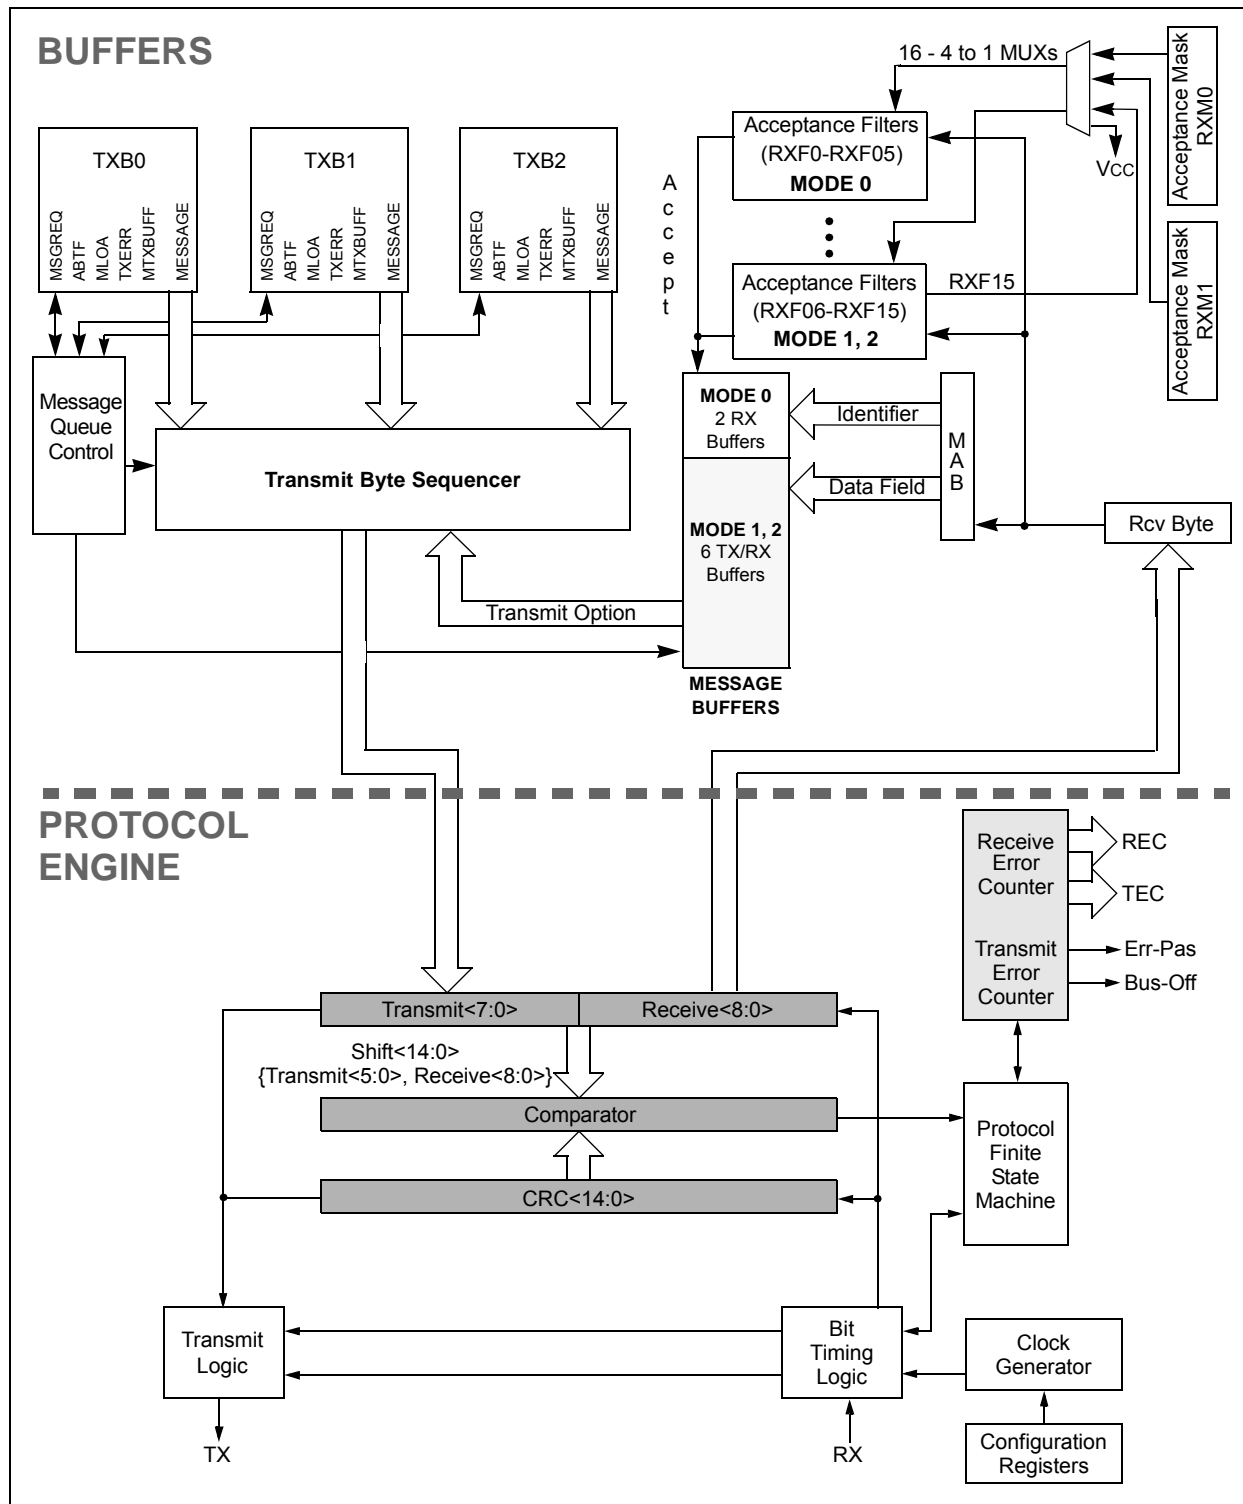 BUFFERS
16 - 4 to 1 MUXs
Acceptance Mask
RXM0
VCC
Acceptance Filters
(RXF0-RXF05)
MODE 0
Accept
Acceptance Filters
(RXF06-RXF15)
MODE 1, 2
RXF15
Acceptance Mask
RXM1
TXB0
MSGREQ
ABTF
MLOA
TXERR
MTXBUFF
MESSAGE
TXB1
MSGREQ
ABTF
MLOA
TXERR
MTXBUFF
MESSAGE
TXB2
MSGREQ
ABTF
MLOA
TXERR
MTXBUFF
MESSAGE
Message
Queue
Control
Transmit Byte Sequencer
MODE 0
2 RX
Buffers
Identifier
Data Field
MAB
Rcv Byte
MODE 1, 2
6 TX/RX
Buffers
Transmit Option
MESSAGE
BUFFERS
PROTOCOL
ENGINE
Receive
Error
Counter
REC
TEC
Transmit
Error
Counter
Err-Pas
Bus-Off
Transmit<7:0>
Receive<8:0>
Shift<14:0>
{Transmit<5:0>, Receive<8:0>}
Comparator
CRC<14:0>
Protocol
Finite
State
Machine
Transmit
Logic
Bit
Timing
Logic
Clock
Generator
Configuration
Registers
TX
RX